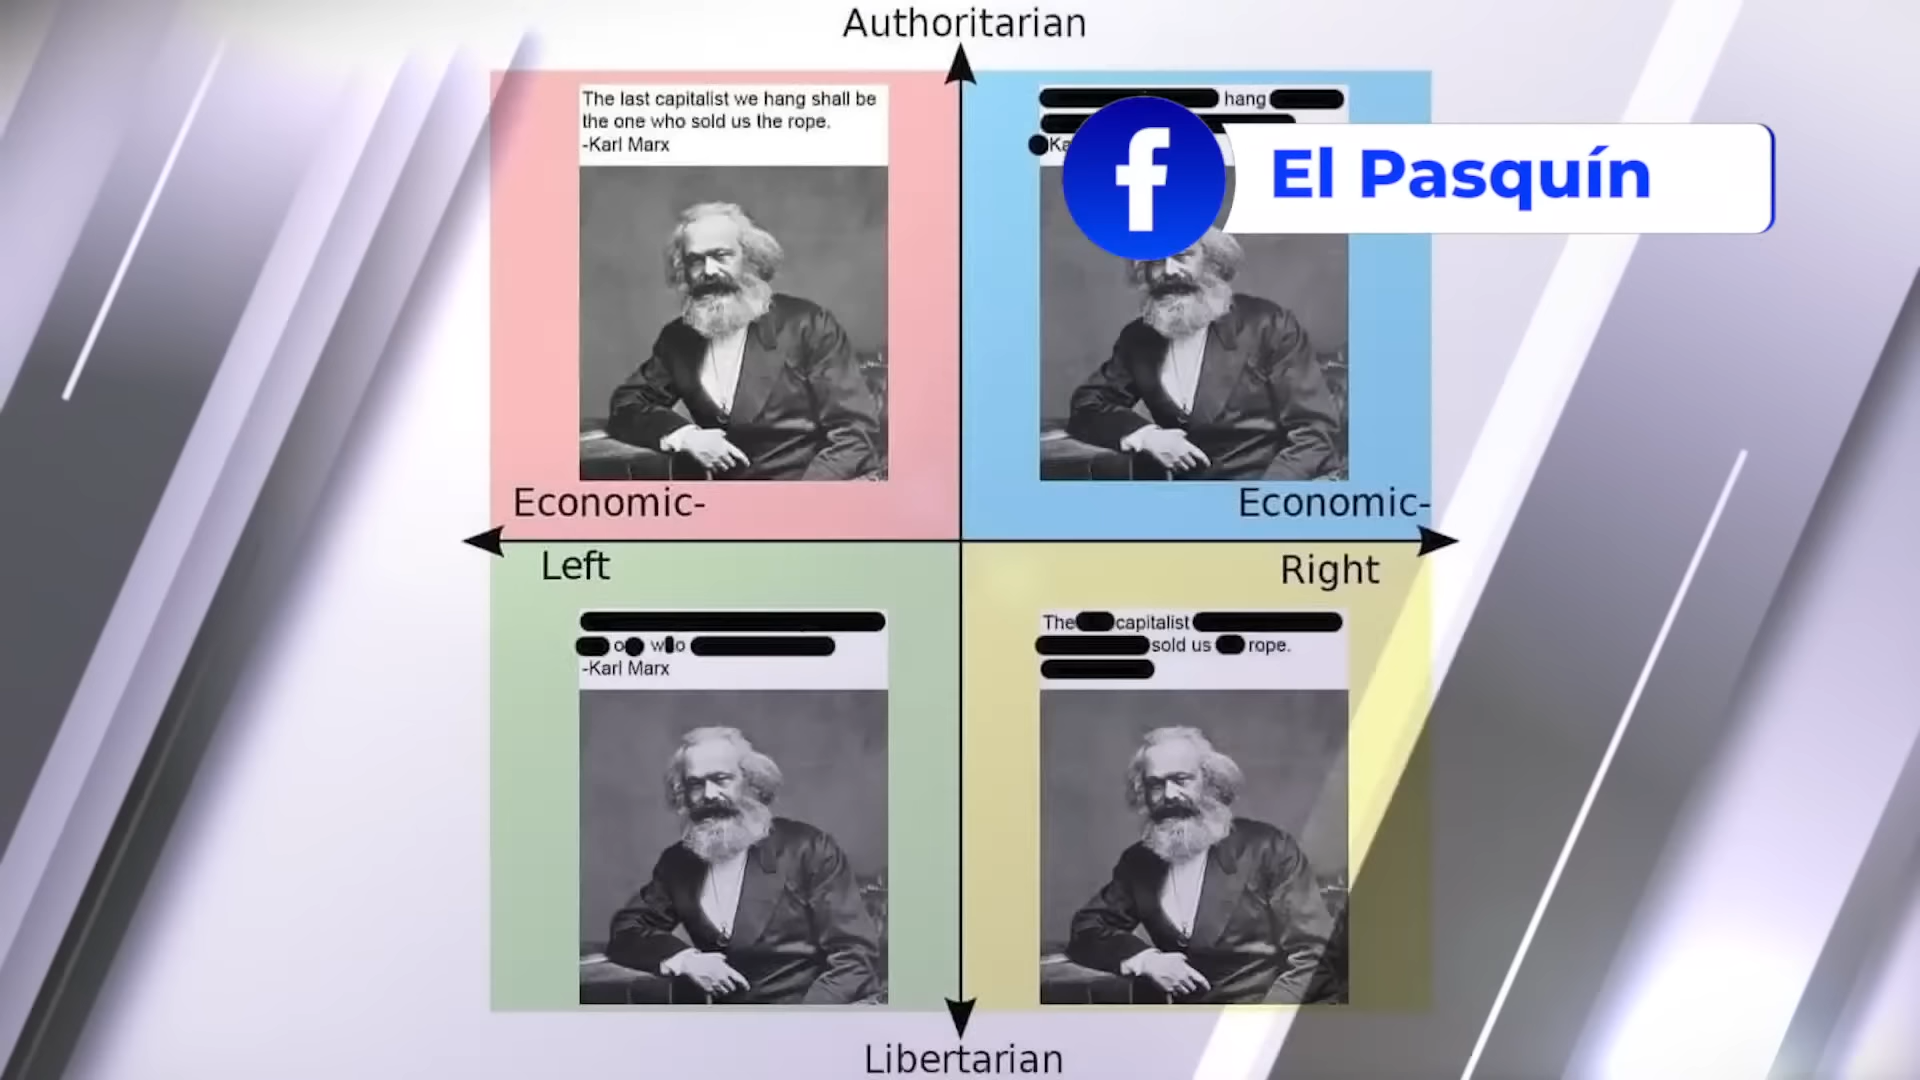 Authoritarian
The last capitalist we hang shall be
the one who sold us the rope.
-Karl Marx
hang
El Pasquín
Economic-
Left
Economic-
Right
o w o
-Karl Marx
The capitalist
sold us rope.
Libertarian